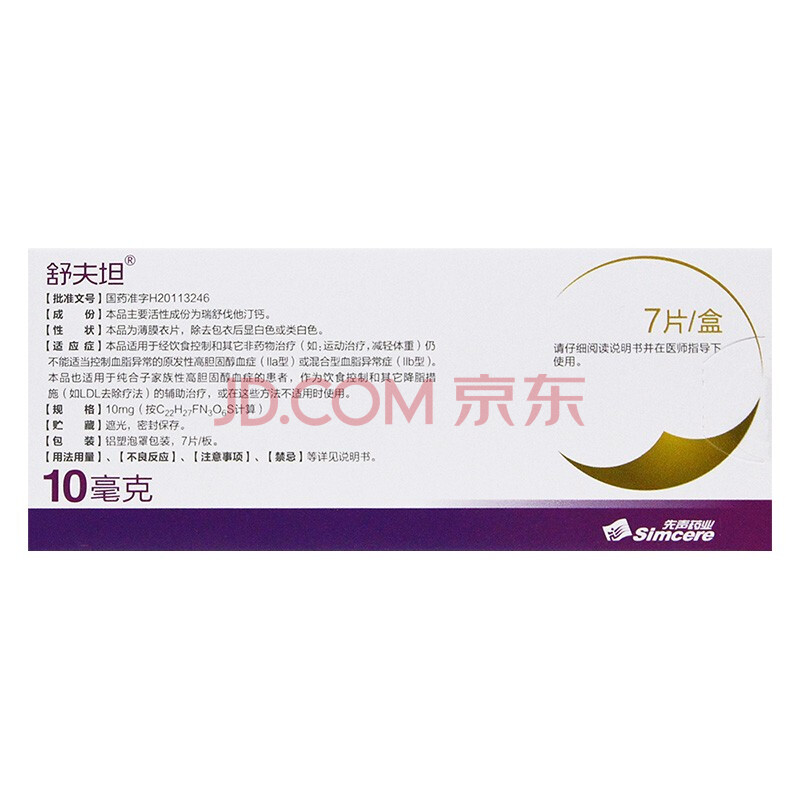 舒夫坦®
【批准文号】国药准字H20113246
【成 份】本品主要活性成份为瑞舒伐他汀钙。
【性 状】本品为薄膜衣片，除去包衣后显白色或类白色。
【适应症】本品适用于经饮食控制和其它非药物治疗（如：运动治疗，减轻体重）仍
不能适当控制血脂异常的原发性高胆固醇血症（IIa型）或混合型血脂异常症（IIb型）。
本品也适用于纯合子家族性高胆固醇血症的患者，作为饮食控制和其它降脂措
施（如LDL去除疗法）的辅助治疗，或在这些方法不适用时使用。
【规 格】10mg（按C22H27FN3O6S计算）
【贮 藏】遮光，密封保存。
【包 装】铝塑泡罩包装，7片/板。
【用法用量】、【不良反应】、【注意事项】、【禁忌】等详见说明书。
10毫克
7片/盒
请仔细阅读说明书并在医师指导下
使用。
JD.COM 京东
先声药业
Simcere